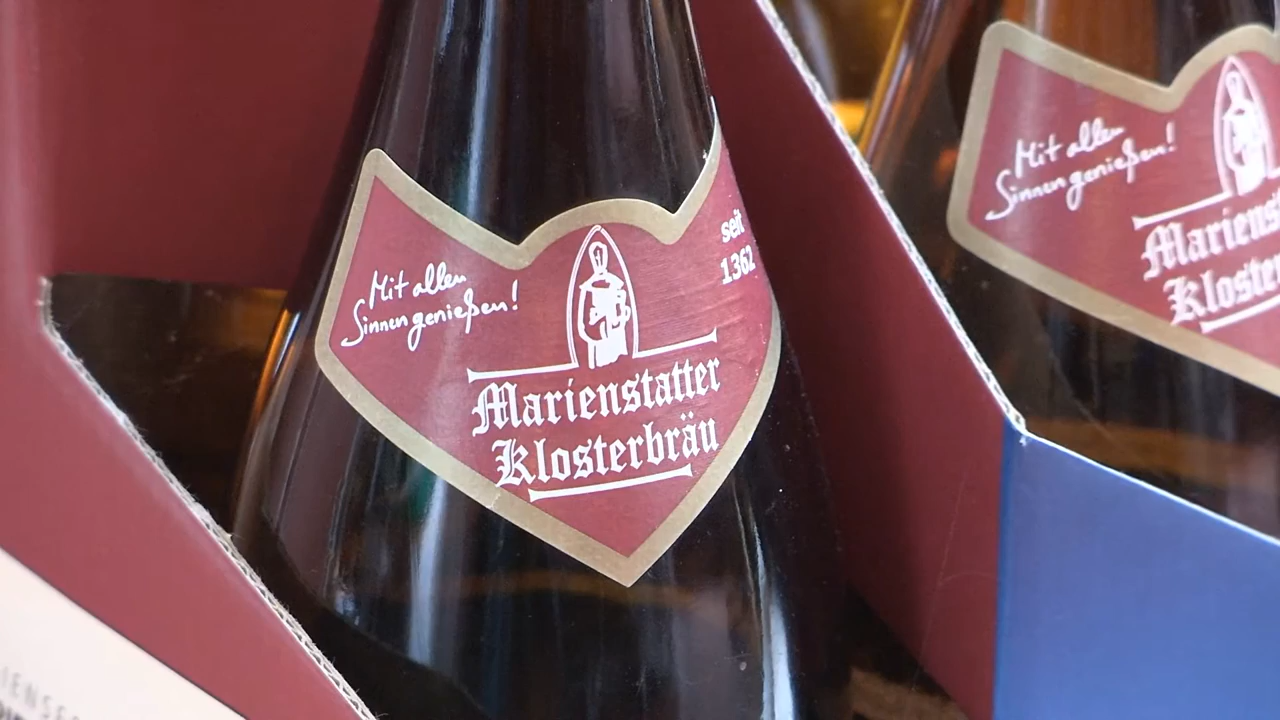 Mit allen
Sinnen genießen!
seit
1362
Marienstatter
Klosterbräu
Mit allen
Sinnen genießen!
Marienst
Kloster